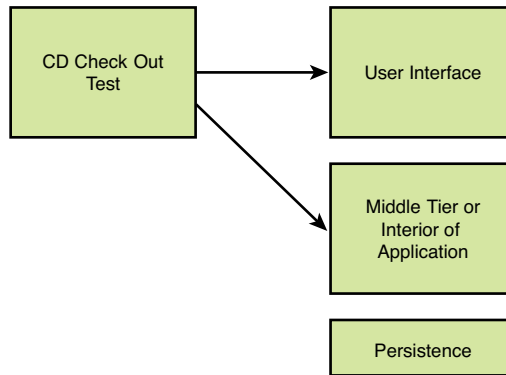 CD Check Out
Test
User Interface
Middle Tier or
Interior of
Application
Persistence